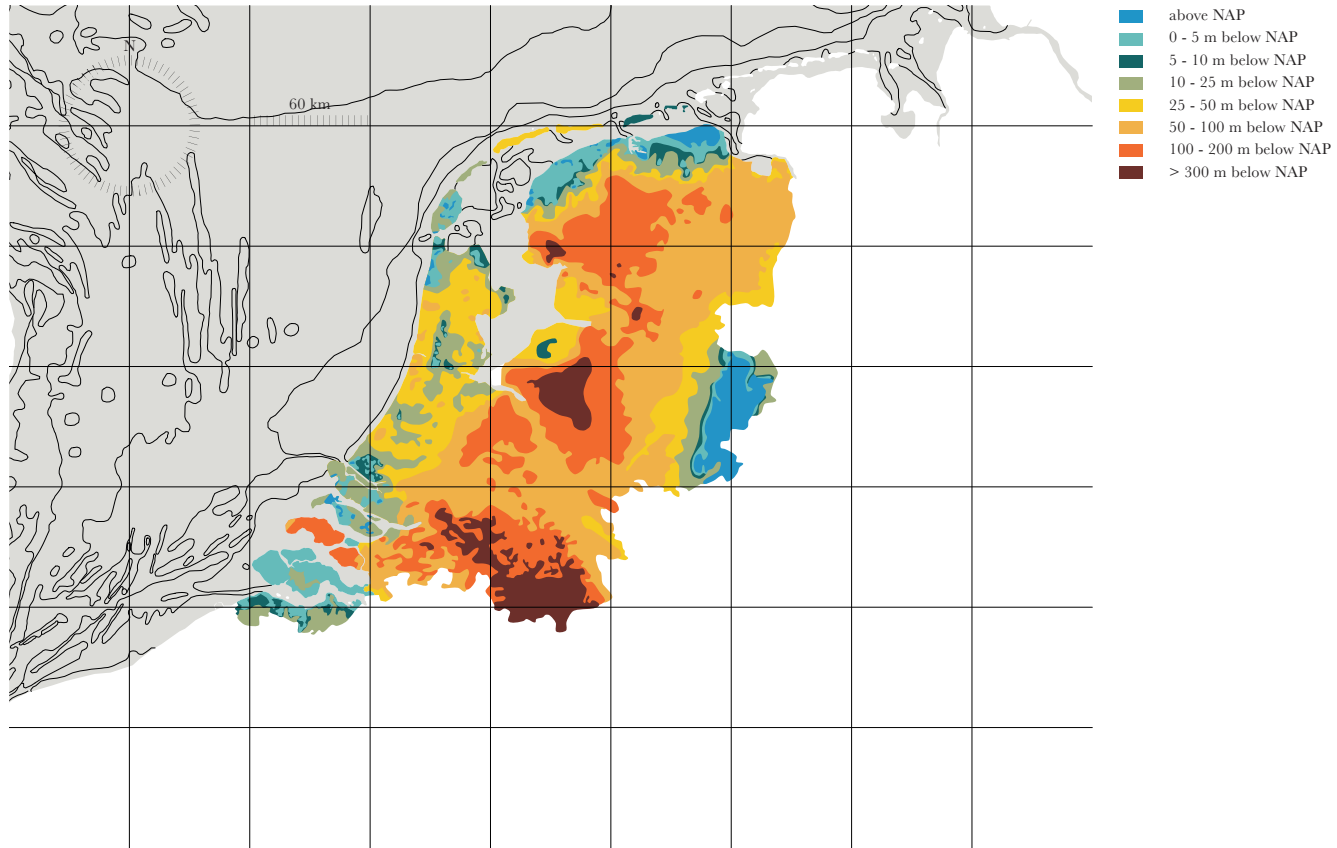 N
60 km
above NAP
0 - 5 m below NAP
5 - 10 m below NAP
10 - 25 m below NAP
25 - 50 m below NAP
50 - 100 m below NAP
100 - 200 m below NAP
> 300 m below NAP